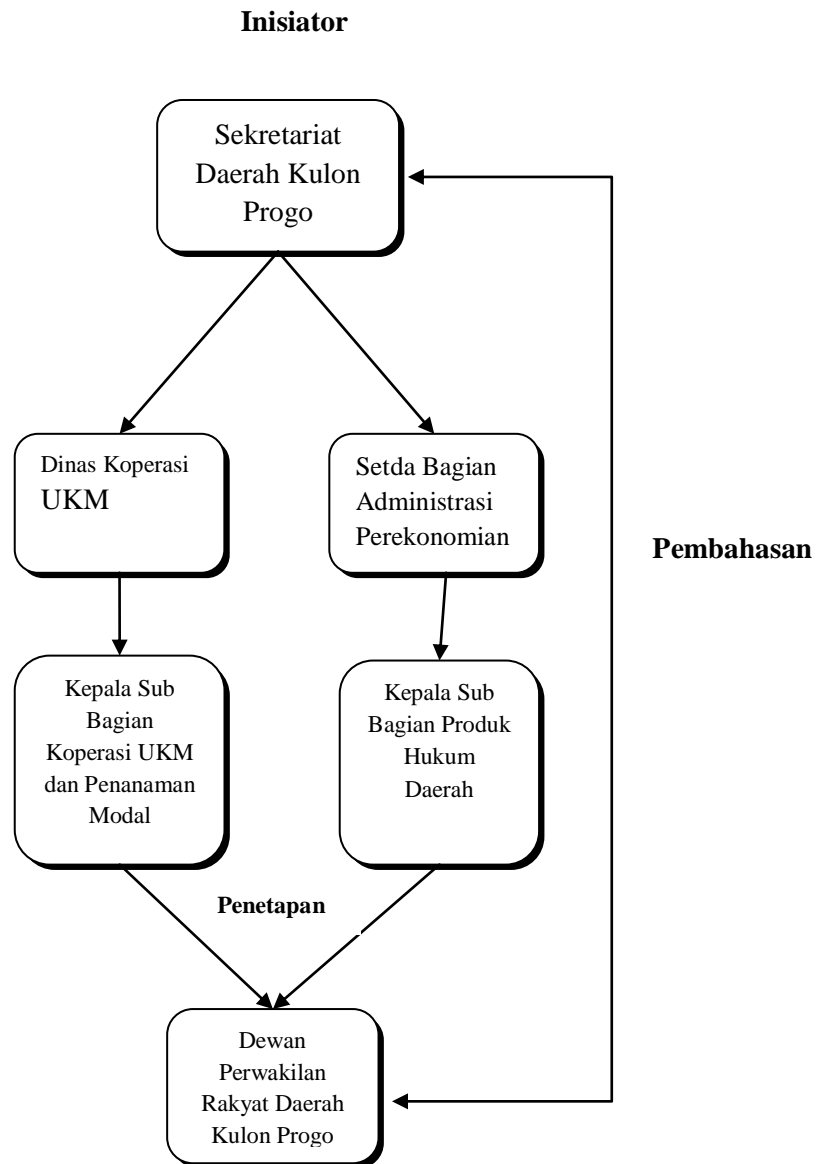 Inisiator
Sekretariat
Daerah Kulon
Progo
Dinas Koperasi
UKM
Setda Bagian
Administrasi
Perekonomian
Pembahasan
Kepala Sub
Bagian
Koperasi UKM
dan Penanaman
Modal
Kepala Sub
Bagian Produk
Hukum
Daerah
Penetapan
Dewan
Perwakilan
Rakyat Daerah
Kulon Progo